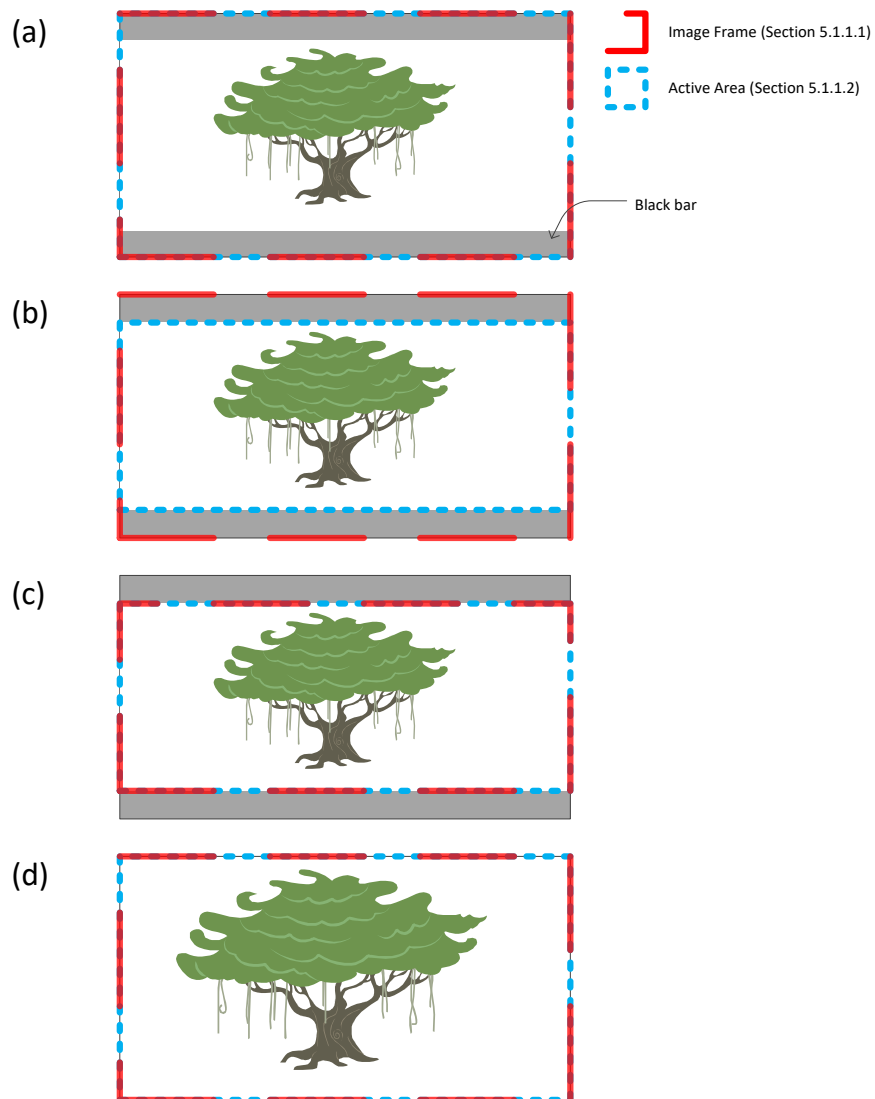 (a)
Image Frame (Section 5.1.1.1)
Active Area (Section 5.1.1.2)
Black bar
(b)
(c)
(d)